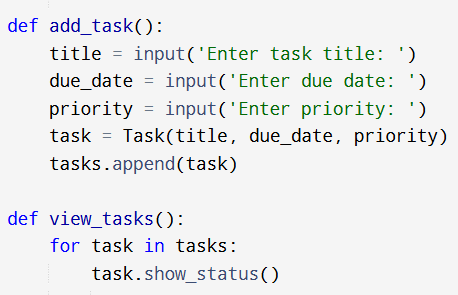 def add_task():
    title = input('Enter task title: ')
    due_date = input('Enter due date: ')
    priority = input('Enter priority: ')
    task = Task(title, due_date, priority)
    tasks.append(task)

def view_tasks():
    for task in tasks:
        task.show_status()